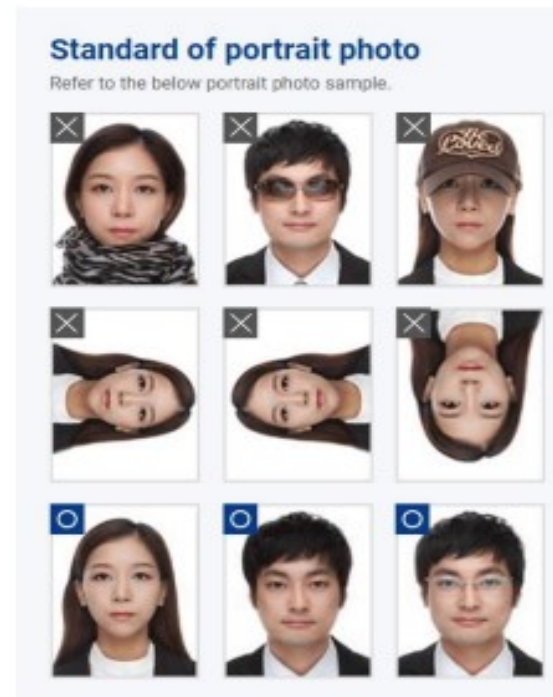 Standard of portrait photo
Refer to the below portrait photo sample.